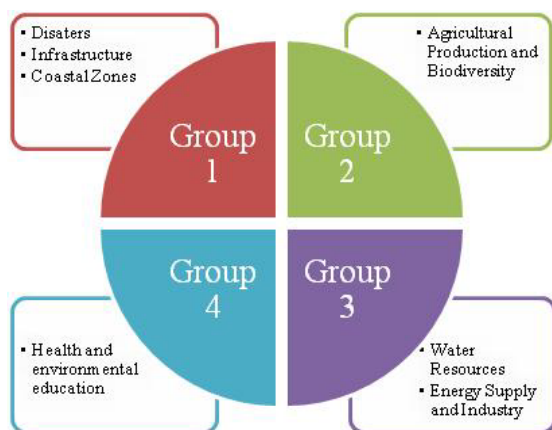 ▪ Disaters
▪ Infrastructure
▪ Coastal Zones
▪ Agricultural
Production and
Biodiversity
Group
1
Group
2
Group
4
Group
3
▪ Health and
environmental
education
▪ Water
Resources
▪ Energy Supply
and Industry